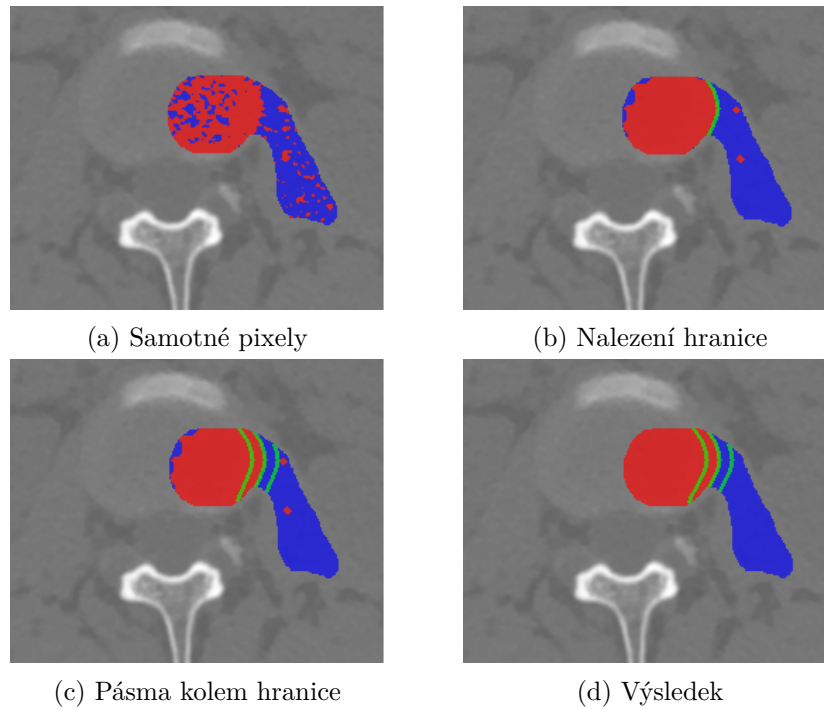 (a) Samotné pixely
(b) Nalezení hranice
(c) Pásma kolem hranice
(d) Výsledek